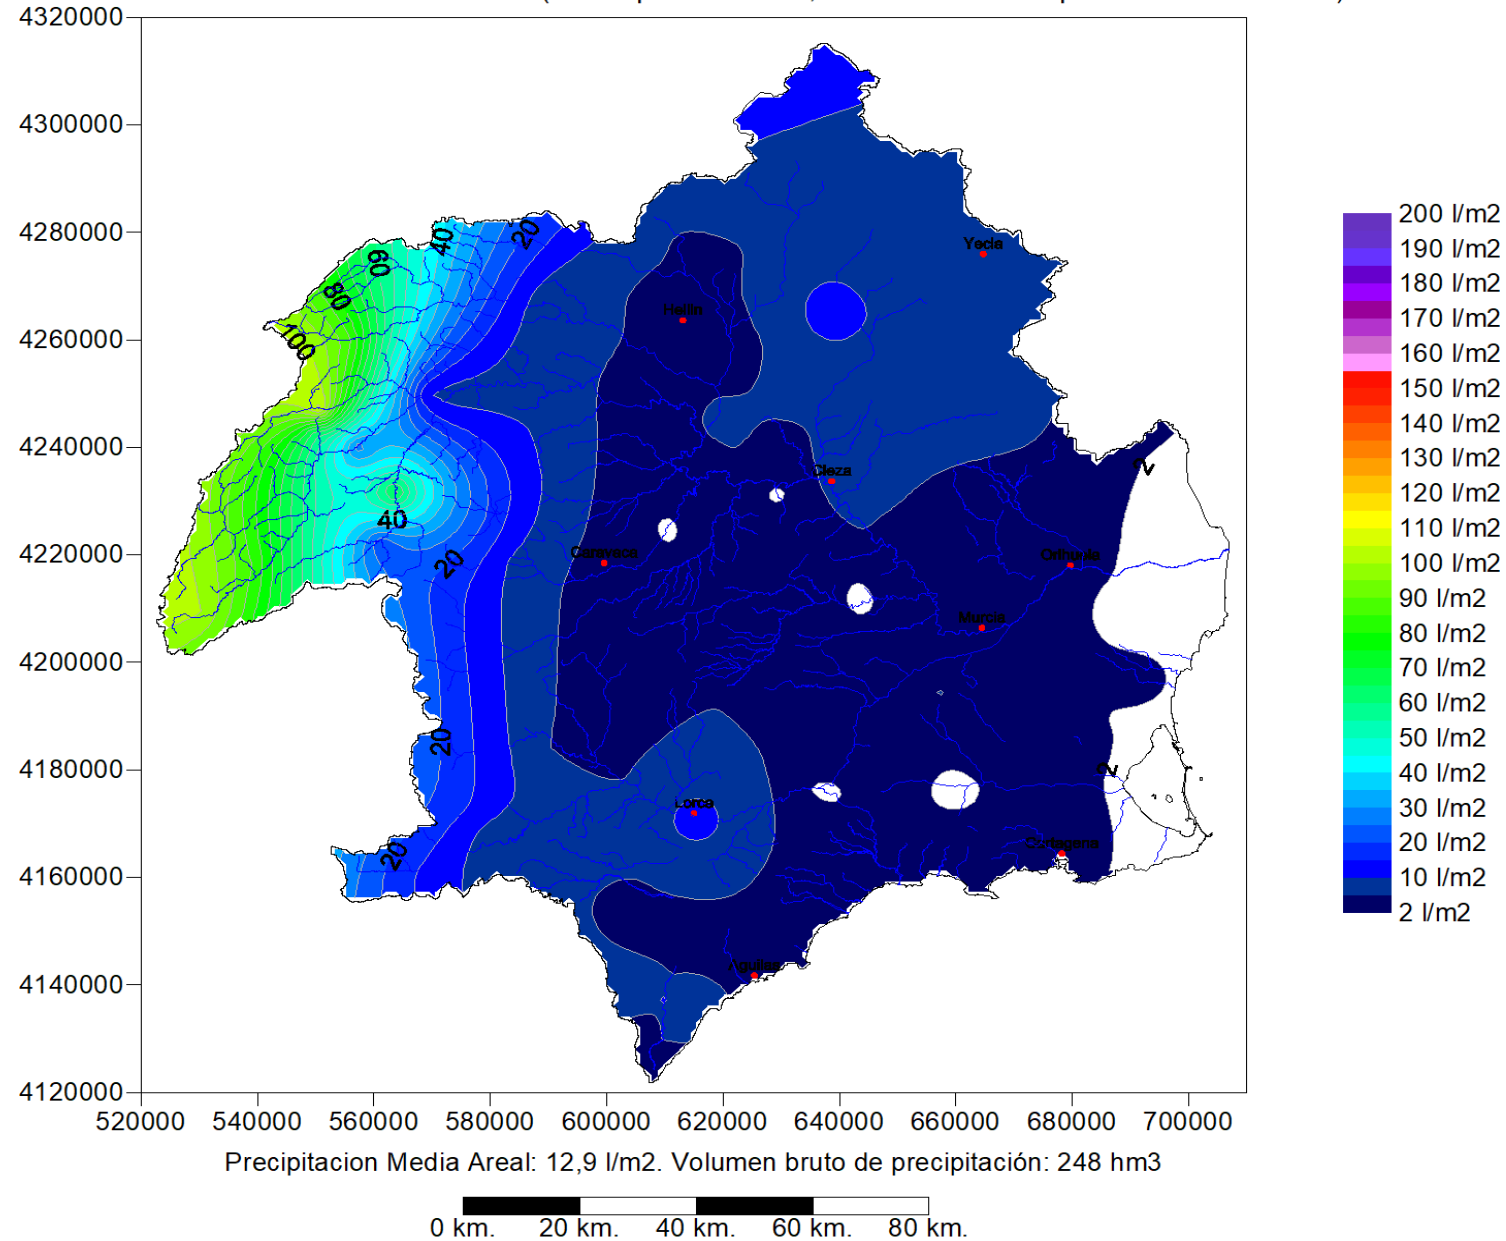 4320000
4300000
4280000
4260000
4240000
4220000
4200000
4180000
4160000
4140000
4120000
520000 540000 560000 580000 600000 620000 640000 660000 680000 700000
20
40
60
80
100
40
20
20
20
2
2
Yecla
Hellin
Cieza
Caravaca
Orihuela
Murcia
Lorca
Cartagena
Aguilas
200 l/m2
190 l/m2
180 l/m2
170 l/m2
160 l/m2
150 l/m2
140 l/m2
130 l/m2
120 l/m2
110 l/m2
100 l/m2
90 l/m2
80 l/m2
70 l/m2
60 l/m2
50 l/m2
40 l/m2
30 l/m2
20 l/m2
10 l/m2
2 l/m2
Precipitacion Media Areal: 12,9 l/m2. Volumen bruto de precipitación: 248 hm3
0 km. 20 km. 40 km. 60 km. 80 km.